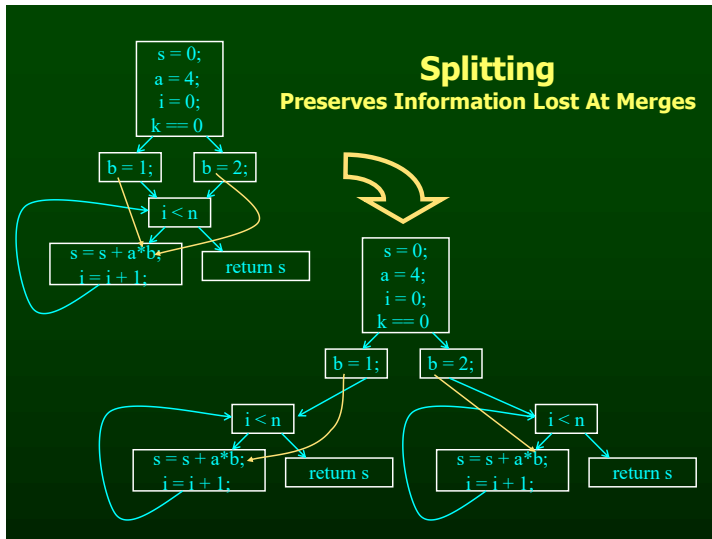 Splitting
Preserves Information Lost At Merges
s = 0;
a = 4;
i = 0;
k == 0
b = 1;
b = 2;
i < n
s = s + a*b;
i = i + 1;
return s
s = 0;
a = 4;
i = 0;
k == 0
b = 1;
b = 2;
i < n
s = s + a*b;
i = i + 1;
return s
i < n
s = s + a*b;
i = i + 1;
return s